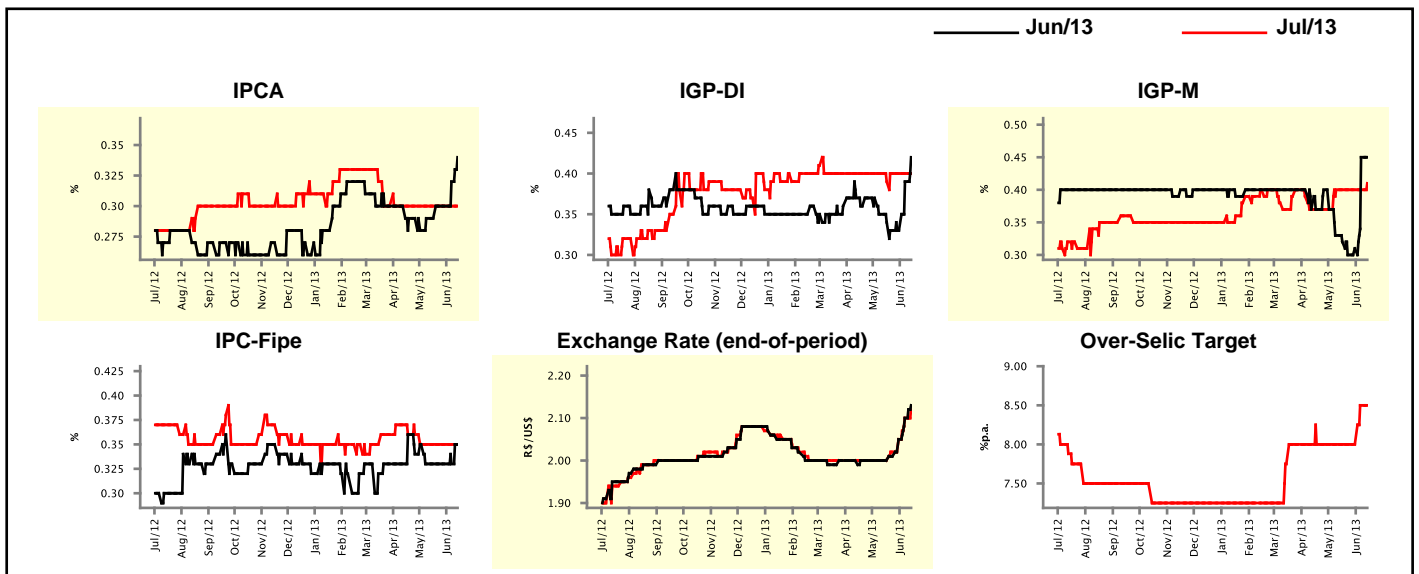 Jun/13 Jul/13
IPCA
0.35
0.325
0.30
0.275
%
Jul/12 Aug/12 Sep/12 Oct/12 Nov/12 Dec/12 Jan/13 Feb/13 Mar/13 Apr/13 May/13 Jun/13
IGP-DI
0.45
0.40
0.35
0.30
%
Jul/12 Aug/12 Sep/12 Oct/12 Nov/12 Dec/12 Jan/13 Feb/13 Mar/13 Apr/13 May/13 Jun/13
IGP-M
0.50
0.45
0.40
0.35
0.30
%
Jul/12 Aug/12 Sep/12 Oct/12 Nov/12 Dec/12 Jan/13 Feb/13 Mar/13 Apr/13 May/13 Jun/13
IPC-Fipe
0.425
0.40
0.375
0.35
0.325
0.30
%
Jul/12 Aug/12 Sep/12 Oct/12 Nov/12 Dec/12 Jan/13 Feb/13 Mar/13 Apr/13 May/13 Jun/13
Exchange Rate (end-of-period)
2.20
2.10
2.00
1.90
R$/US$
Jul/12 Aug/12 Sep/12 Oct/12 Nov/12 Dec/12 Jan/13 Feb/13 Mar/13 Apr/13 May/13 Jun/13
Over-Selic Target
9.00
8.50
8.00
7.50
%p.a.
Jul/12 Aug/12 Sep/12 Oct/12 Nov/12 Dec/12 Jan/13 Feb/13 Mar/13 Apr/13 May/13 Jun/13